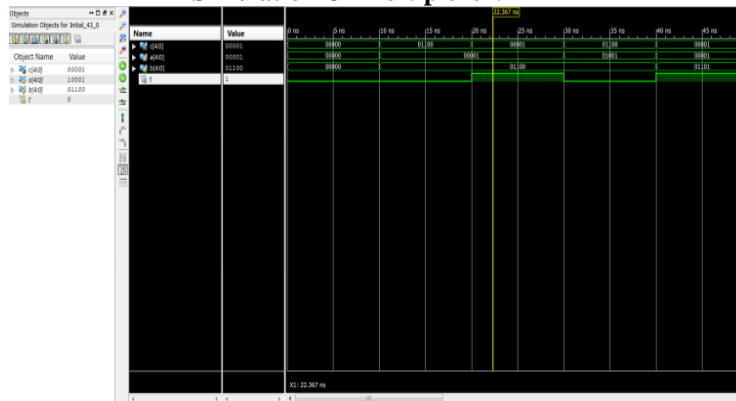 22.367 ns
Objects
Simulation Objects for Initial_43_0
Object Name Value
c[4:0] 00001
a[4:0] 10001
b[4:0] 01100
t 0
Name Value
c[4:0] 00001
a[4:0] 00001
b[4:0] 01100
t 1
0 ns 5 ns 10 ns 15 ns 20 ns 25 ns 30 ns 35 ns 40 ns 45 ns
00000 01100 00001 01100 00001
00000 00001 01001 00001
00000 01100 01101
X1: 22.367 ns